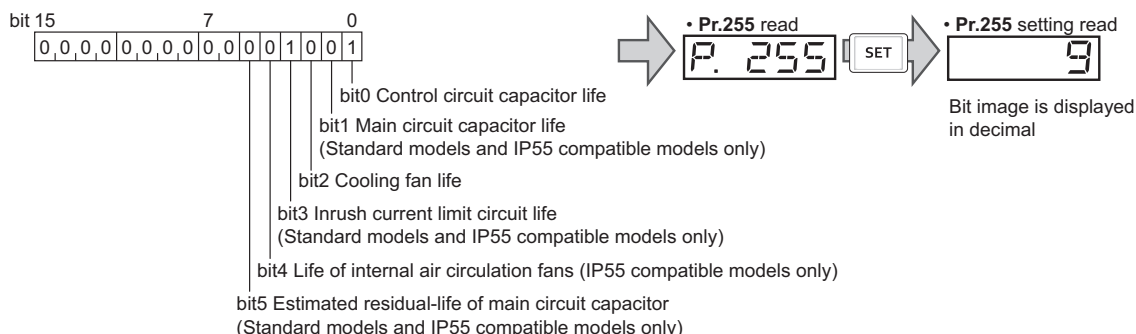 bit 15 7 0
0 0 0 0 0 0 0 0 0 0 0 0 1 0 0 1
• Pr.255 read
P. 255
SET
• Pr.255 setting read
9
Bit image is displayed
in decimal
bit0 Control circuit capacitor life
bit1 Main circuit capacitor life
(Standard models and IP55 compatible models only)
bit2 Cooling fan life
bit3 Inrush current limit circuit life
(Standard models and IP55 compatible models only)
bit4 Life of internal air circulation fans (IP55 compatible models only)
bit5 Estimated residual-life of main circuit capacitor
(Standard models and IP55 compatible models only)